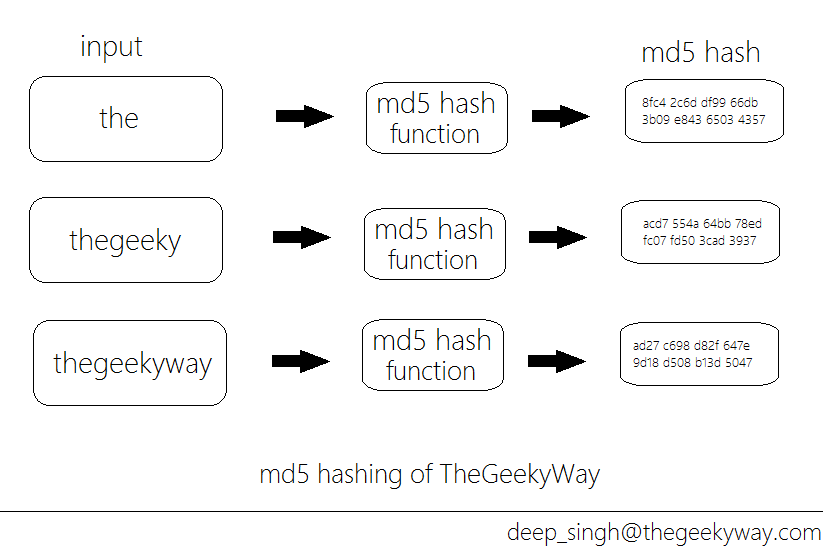 input
md5 hash
the
md5 hash
function
8fc4 2c6d df99 66db
3b09 e843 6503 4357
thegeeky
md5 hash
function
acd7 554a 64bb 78ed
fc07 fd50 3cad 3937
thegeekyway
md5 hash
function
ad27 c698 d82f 647e
9d18 d508 b13d 5047
md5 hashing of TheGeekyWay
deep_singh@thegeekyway.com